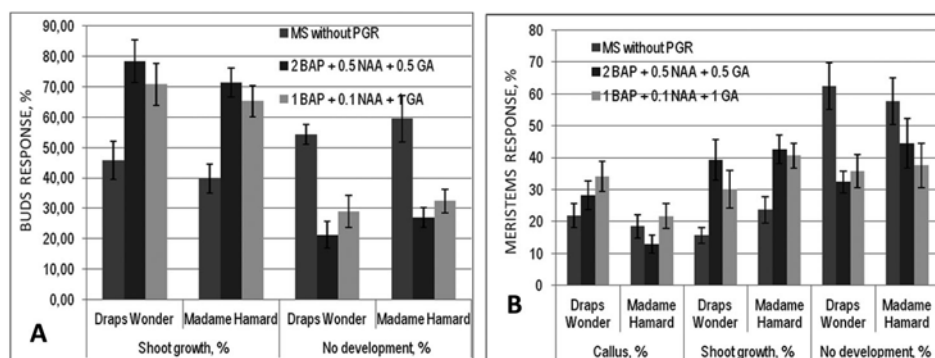 BUDS RESPONSE, %
90,00
80,00
70,00
60,00
50,00
40,00
30,00
20,00
10,00
0,00
MS without PGR
2 BAP + 0.5 NAA + 0.5 GA
1 BAP + 0.1 NAA + 1 GA
A
Draps Wonder
Madame Hamard
Draps Wonder
Madame Hamard
Shoot growth, %
No development, %
MERISTEMS RESPONSE, %
80
70
60
50
40
30
20
10
0
MS without PGR
2 BAP + 0.5 NAA + 0.5 GA
1 BAP + 0.1 NAA + 1 GA
B
Draps Wonder
Madame Hamard
Draps Wonder
Madame Hamard
Draps Wonder
Madame Hamard
Callus, %
Shoot growth, %
No development, %